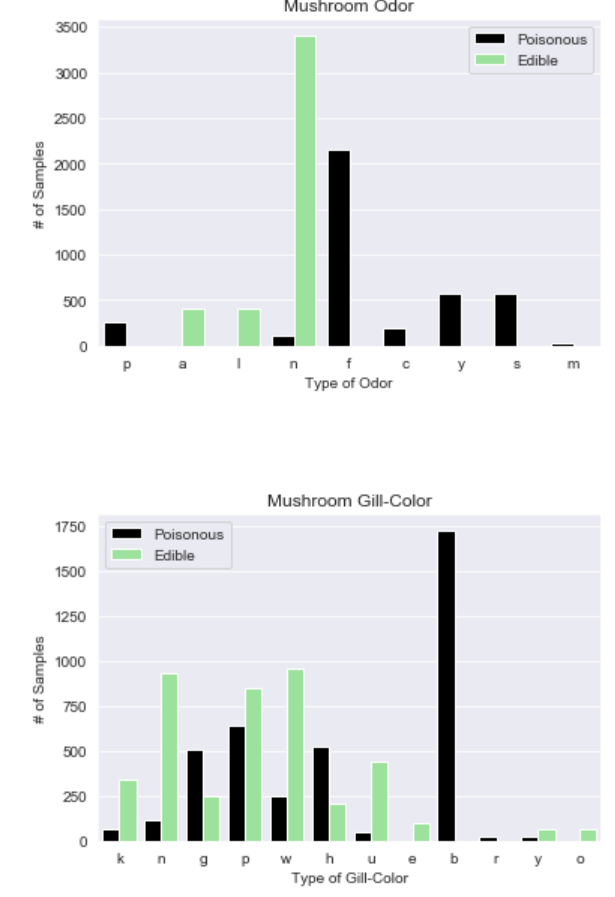 Mushroom Odor
3500
3000
2500
2000
1500
1000
500
0
# of Samples
Poisonous
Edible
p a l n f c y s m
Type of Odor
Mushroom Gill-Color
1750
1500
1250
1000
750
500
250
0
# of Samples
Poisonous
Edible
k n g p w h u e b r y o
Type of Gill-Color